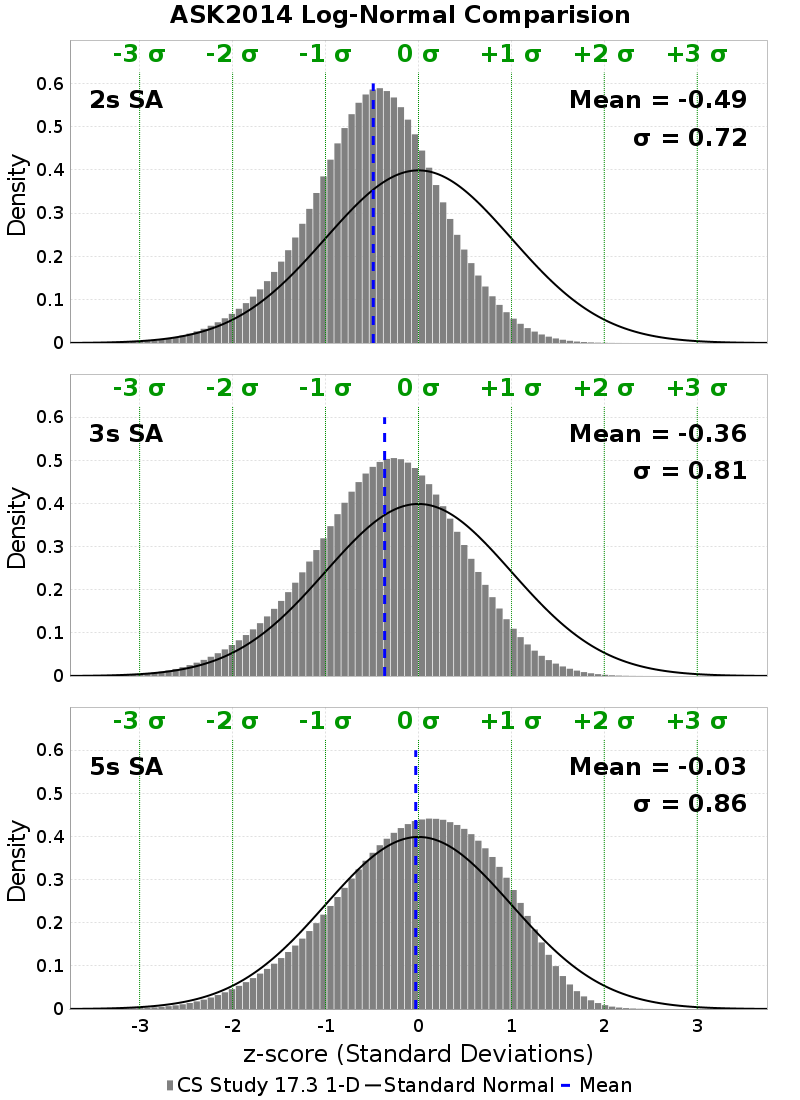 ASK2014 Log-Normal Comparision
-3 σ -2 σ -1 σ 0 σ +1 σ +2 σ +3 σ
0.6
2s SA
Mean = -0.49
0.5
σ = 0.72
0.4
Density
0.3
0.2
0.1
0
-3 σ -2 σ -1 σ 0 σ +1 σ +2 σ +3 σ
0.6
3s SA
Mean = -0.36
0.5
σ = 0.81
0.4
Density
0.3
0.2
0.1
0
-3 σ -2 σ -1 σ 0 σ +1 σ +2 σ +3 σ
0.6
5s SA
Mean = -0.03
0.5
σ = 0.86
0.4
Density
0.3
0.2
0.1
0
-3 -2 -1 0 1 2 3
z-score (Standard Deviations)
CS Study 17.3 1-D Standard Normal Mean